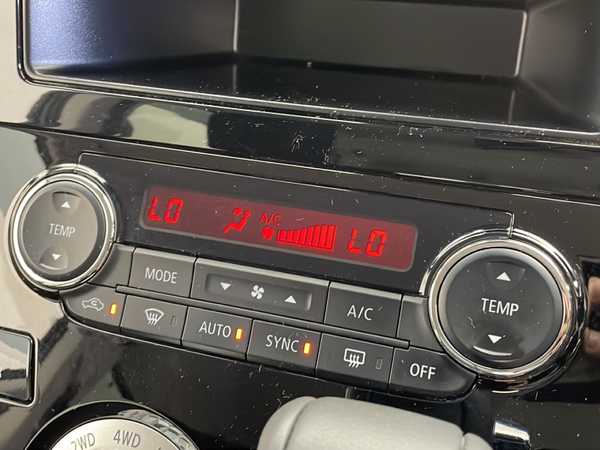 LO A/C LO
TEMP
MODE
A/C
TEMP
AUTO
SYNC
OFF
2WD 4WD